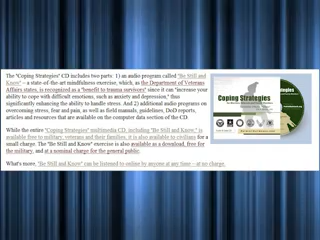 The "Coping Strategies" CD includes two parts: 1) an audio program called "Be Still and
Know" – a state-of-the-art mindfulness exercise, which, as the Department of Veterans
Affairs states, is recognized as a "benefit to trauma survivors" since it can "increase your
ability to cope with difficult emotions, such as anxiety and depression," thus
significantly enhancing the ability to handle stress. And 2) additional audio programs on
overcoming stress, fear and pain, as well as field manuals, guidelines, DoD reports,
articles and resources that are available on the computer data section of the CD.
While the entire "Coping Strategies" multimedia CD, including "Be Still and Know," is
available free to military, veterans and their families, it is also available to civilians for a
small charge. The "Be Still and Know" exercise is also available as a download, free for
the military, and at a nominal charge for the general public.
What's more, "Be Still and Know" can be listened to online by anyone at any time – at no charge.
Coping Strategies